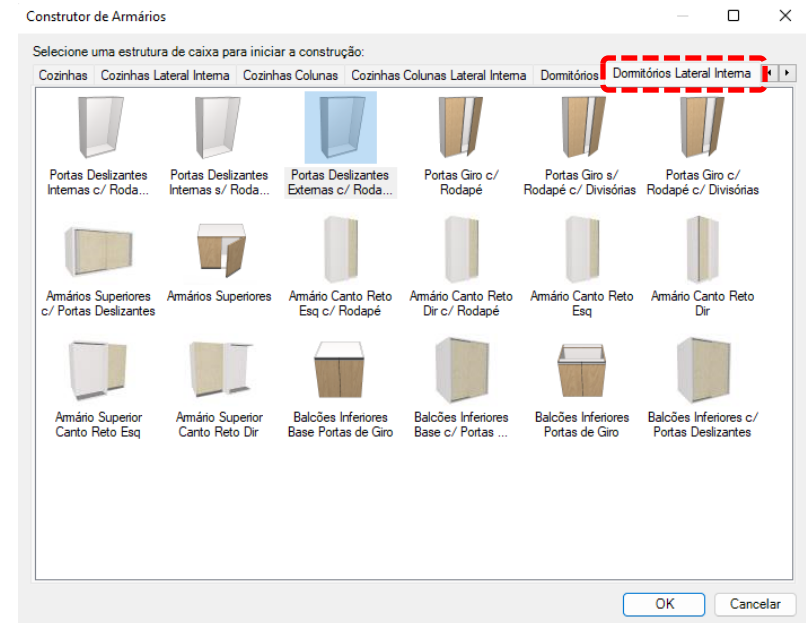 Construtor de Armários
Selecione uma estrutura de caixa para iniciar a construção:
Cozinhas Cozinhas Lateral Interna Cozinhas Colunas Cozinhas Colunas Lateral Interna Dormitórios Dormitórios Lateral Interna
Portas Deslizantes
Internas c/ Roda...
Portas Deslizantes
Internas s/ Roda...
Portas Deslizantes
Externas c/ Roda...
Portas Giro c/
Rodapé
Portas Giro s/
Rodapé c/ Divisórias
Portas Giro c/
Rodapé c/ Divisórias
Armários Superiores
c/ Portas Deslizantes
Armários Superiores
Armário Canto Reto
Esq c/ Rodapé
Armário Canto Reto
Dir c/ Rodapé
Armário Canto Reto
Esq
Armário Canto Reto
Dir
Armário Superior
Canto Reto Esq
Armário Superior
Canto Reto Dir
Balcões Inferiores
Base Portas de Giro
Balcões Inferiores
Base c/ Portas ...
Balcões Inferiores
Portas de Giro
Balcões Inferiores c/
Portas Deslizantes
OK Cancelar